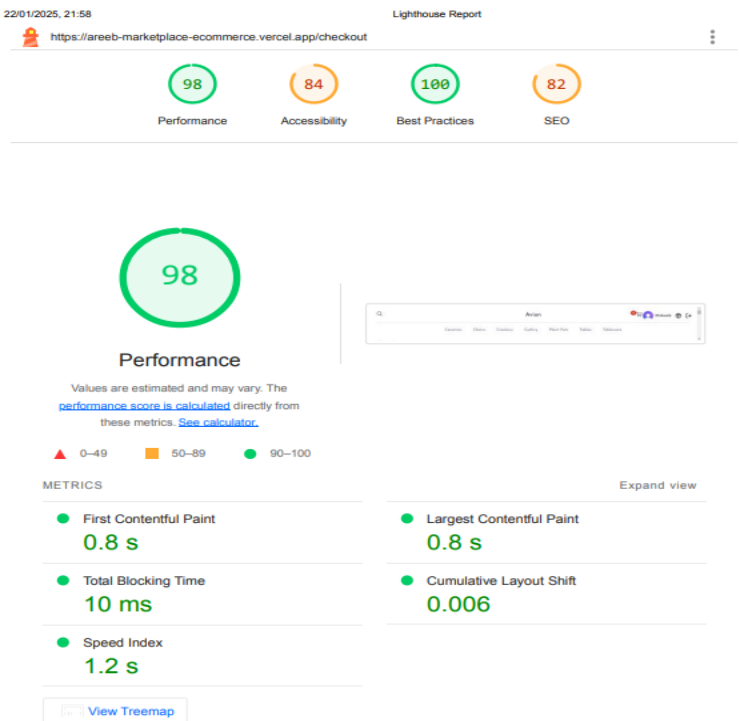 22/01/2025, 21:58 Lighthouse Report
https://areeb-marketplace-ecommerce.vercel.app/checkout
98 84 100 82
Performance Accessibility Best Practices SEO
98
Performance
Values are estimated and may vary. The
performance score is calculated directly from
these metrics. See calculator.
0–49 50–89 90–100
Avion
METRICS Expand view
First Contentful Paint
0.8 s
Largest Contentful Paint
0.8 s
Total Blocking Time
10 ms
Cumulative Layout Shift
0.006
Speed Index
1.2 s
View Treemap